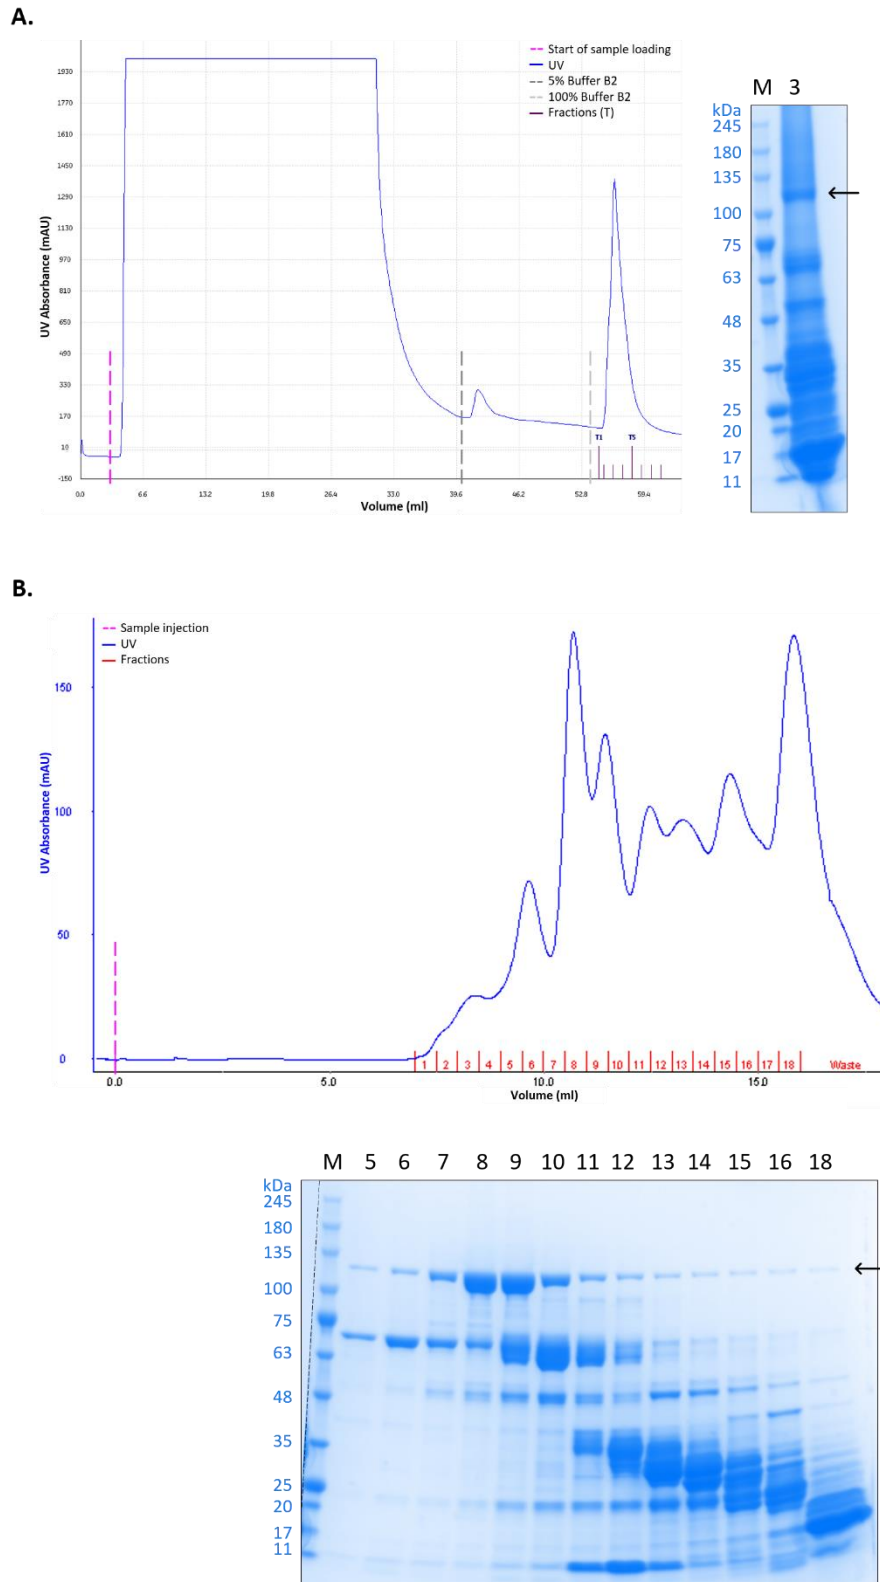 A.
Start of sample loading
UV
5% Buffer B2
100% Buffer B2
Fractions (T)
UV Absorbance (mAU)
1930
1770
1610
1450
1290
1130
970
810
650
490
330
170
10
-150
T1 T5
0.0 6.6 13.2 19.8 26.4 33.0 39.6 46.2 52.8 59.4
Volume (ml)
M 3
kDa
245
180
135
100
75
63
48
35
25
20
17
11
B.
Sample injection
UV
Fractions
UV Absorbance (mAU)
150
100
50
0
1 2 3 4 5 6 7 8 9 10 11 12 13 14 15 16 17 18 Waste
0.0 5.0 10.0 15.0
Volume (ml)
M 5 6 7 8 9 10 11 12 13 14 15 16 18
kDa
245
180
135
100
75
63
48
35
25
20
17
11